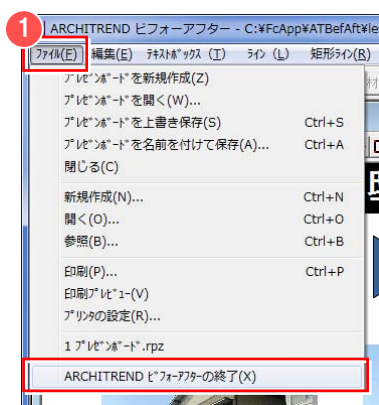 1
ARCHITREND ビフォーアフター - C:¥FcApp¥ATBefAft¥le
ﾌｧｲﾙ(F) 編集(E) ﾃｷｽﾄﾎﾞｯｸｽ (T) ﾗｲﾝ (L) 矩形ﾗｲﾝ(R)
ﾌﾟﾚｾﾞﾝﾎﾞｰﾄﾞを新規作成(Z)
ﾌﾟﾚｾﾞﾝﾎﾞｰﾄﾞを開く(W)...
ﾌﾟﾚｾﾞﾝﾎﾞｰﾄﾞを上書き保存(S) Ctrl+S
ﾌﾟﾚｾﾞﾝﾎﾞｰﾄﾞを名前を付けて保存(A)... Ctrl+A
閉じる(C)
新規作成(N)... Ctrl+N
開く(O)... Ctrl+O
参照(B)... Ctrl+B
印刷(P)... Ctrl+P
印刷ﾌﾟﾚﾋﾞｭｰ(V)
ﾌﾟﾘﾝﾀの設定(R)...
1 ﾌﾟﾚｾﾞﾝﾎﾞｰﾄﾞ.rpz
ARCHITREND ﾋﾞﾌｫｰｱﾌﾀｰの終了(X)